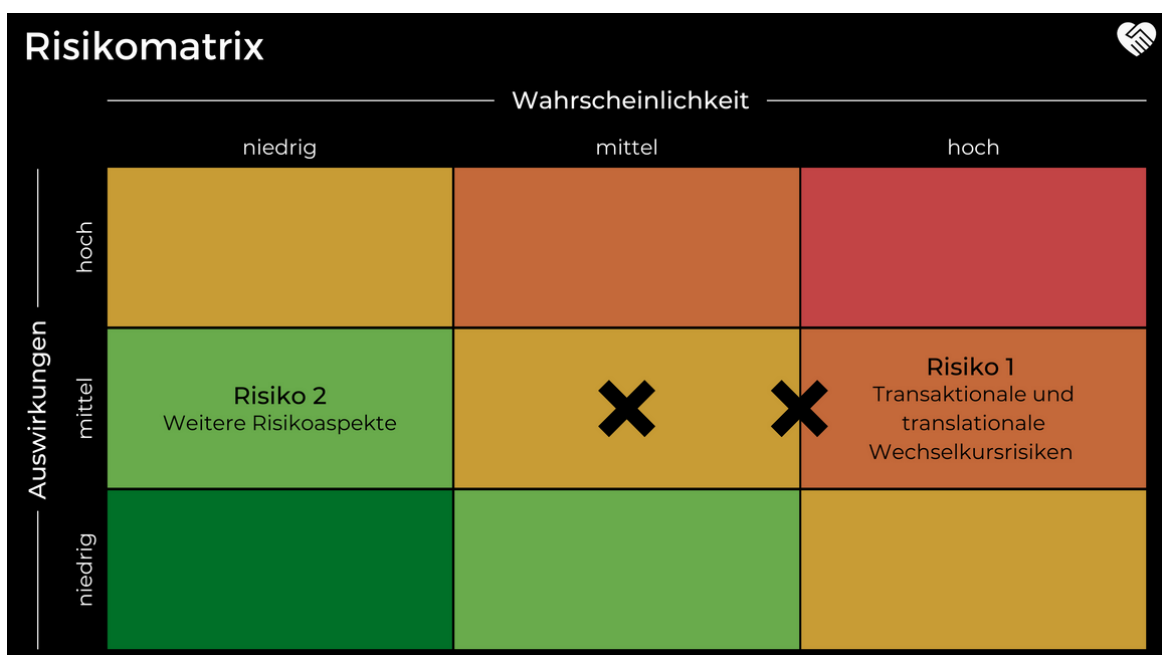 Risikomatrix
Wahrscheinlichkeit
niedrig
mittel
hoch
Auswirkungen
hoch
mittel
niedrig
Risiko 2
Weitere Risikoaspekte
Risiko 1
Transaktionale und
translationale
Wechselkursrisiken